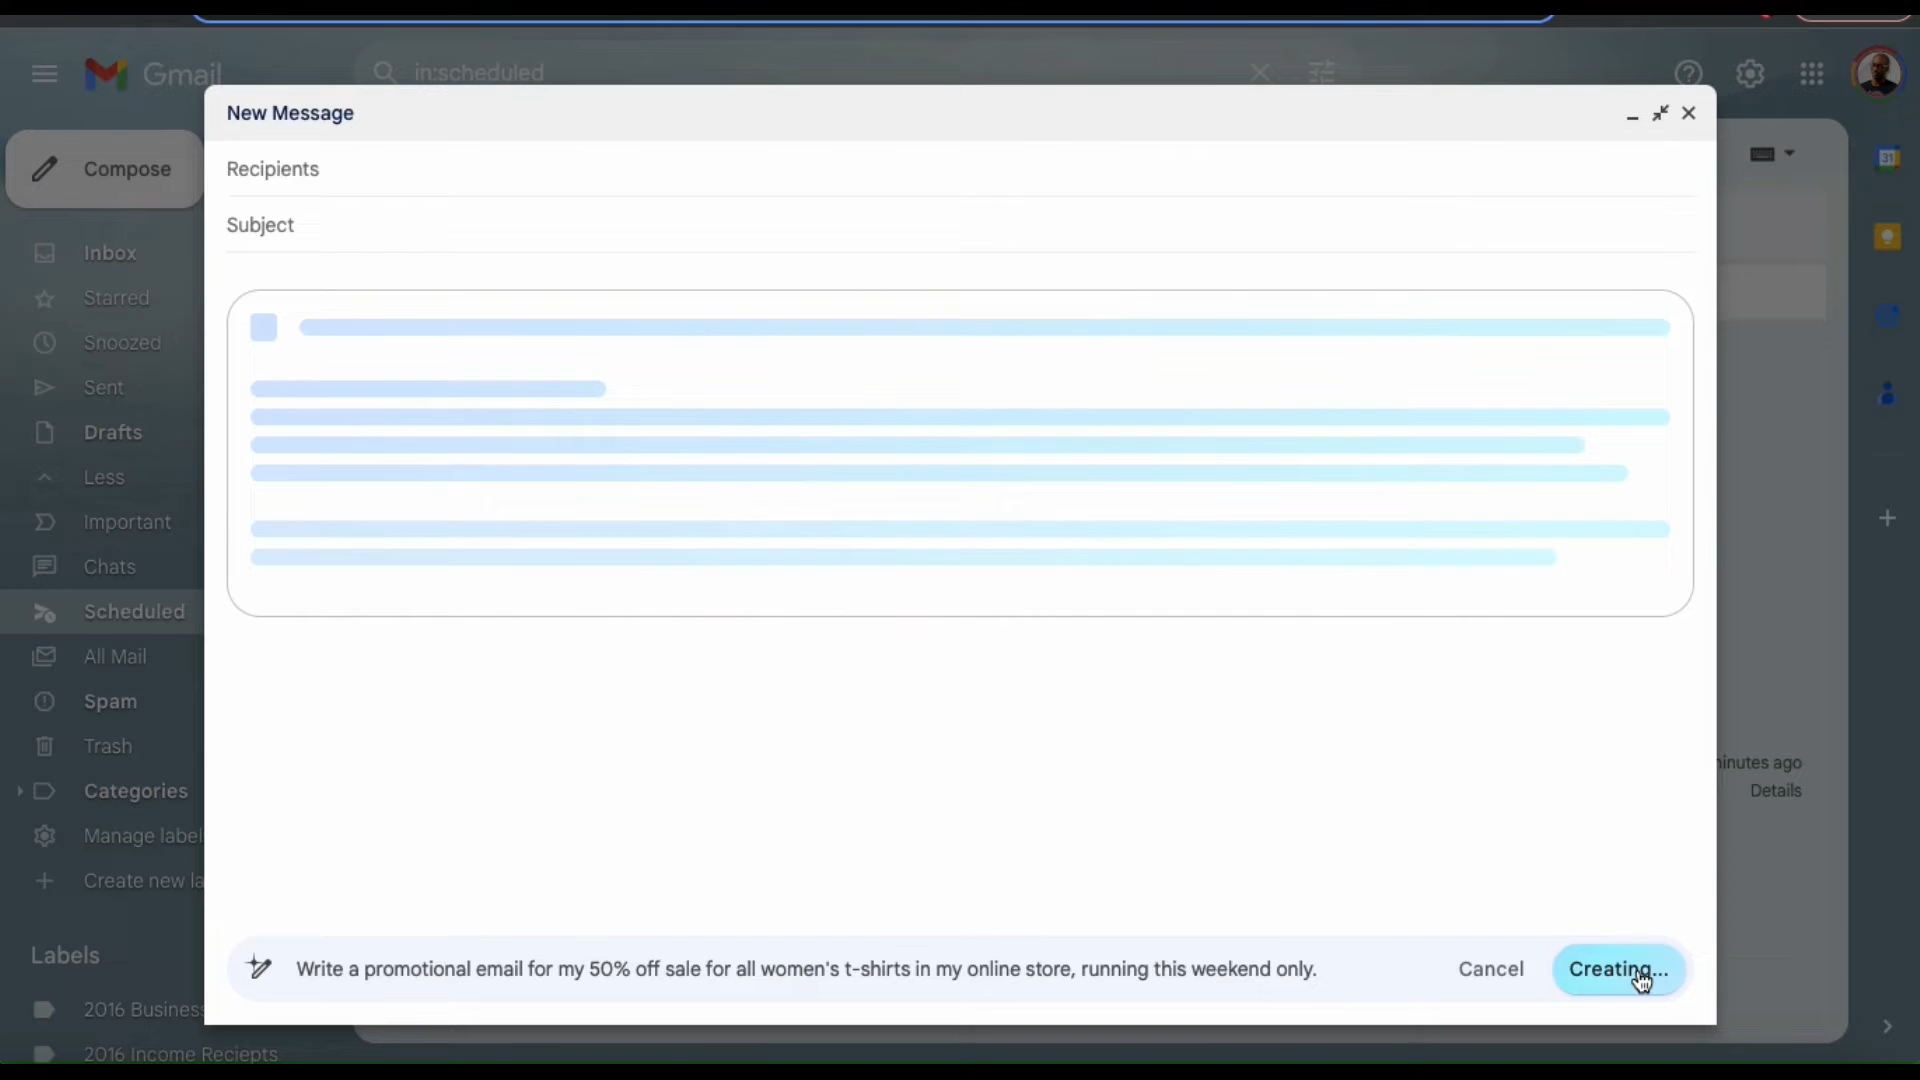 Gmail
in:scheduled
New Message
Compose
Recipients
Subject
Inbox
Starred
Snoozed
Sent
Drafts
Less
Important
Chats
Scheduled
All Mail
Spam
Trash
Categories
Manage label
Create new la
Labels
2016 Business
2016 Income Reciepts
31
inutes ago
Details
Write a promotional email for my 50% off sale for all women's t-shirts in my online store, running this weekend only.
Cancel
Creating...